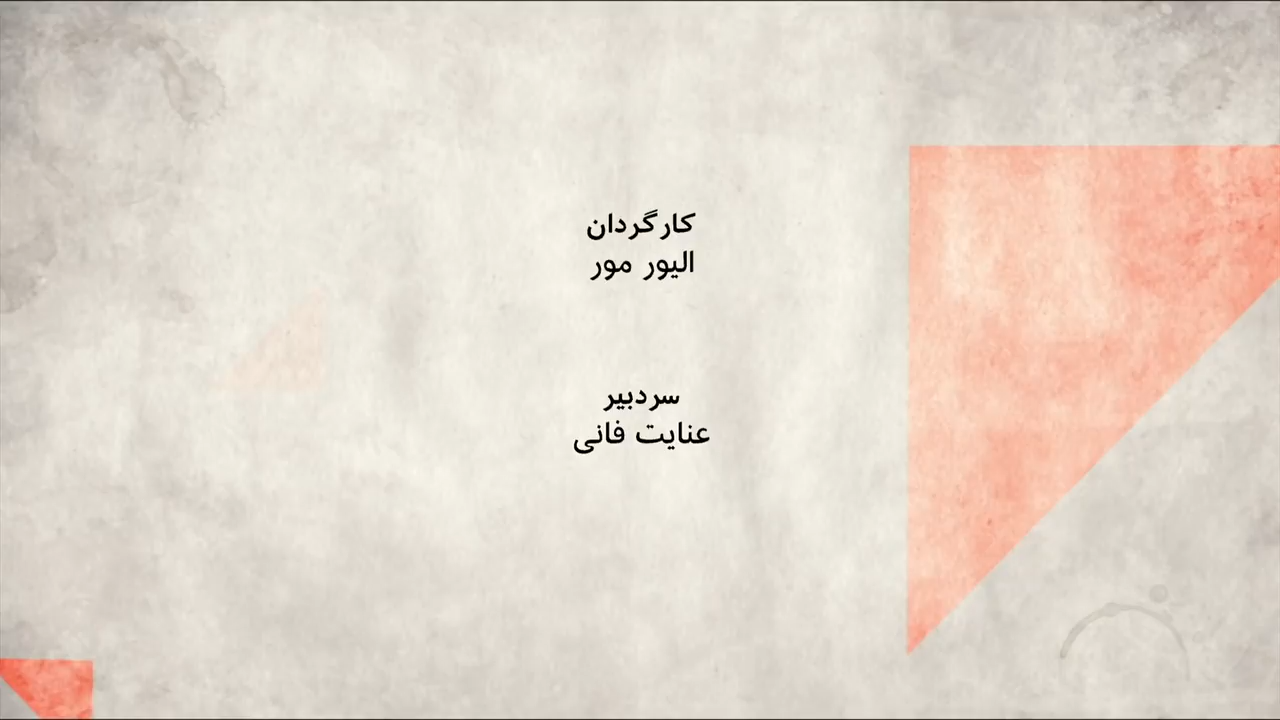 کارگردان
الیور مور
سردبیر
عنایت فانی